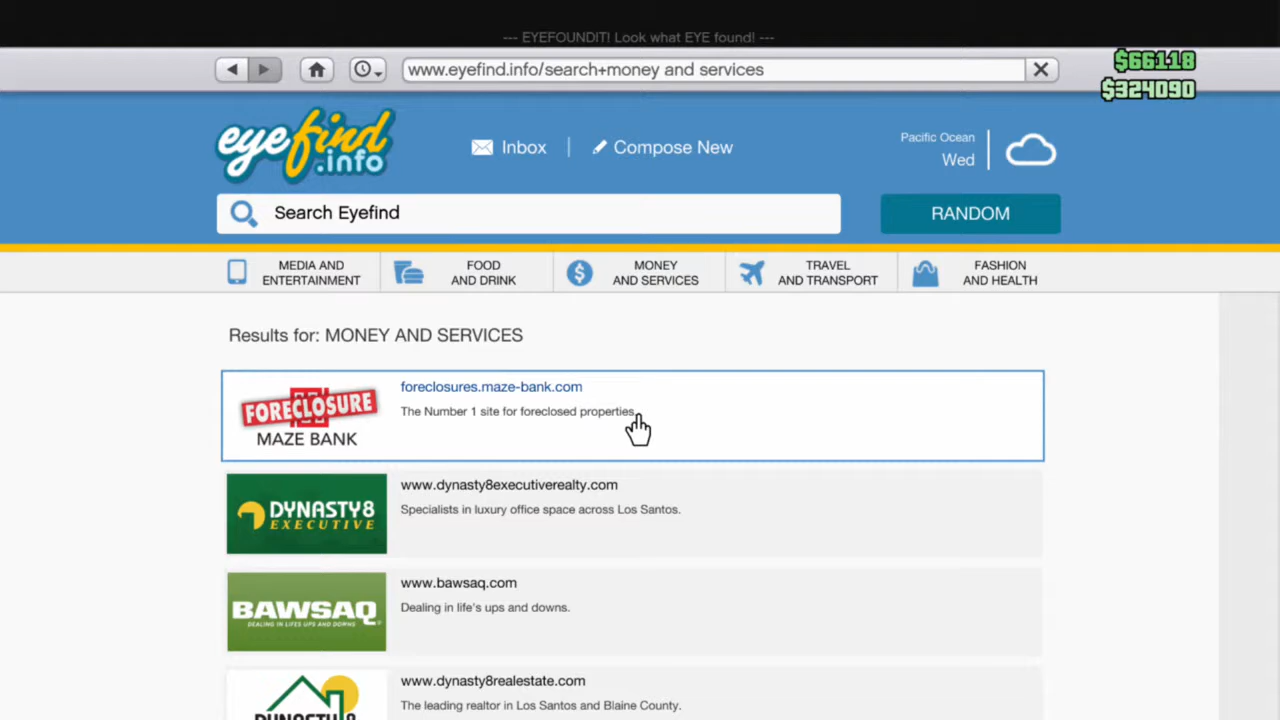 --- EYEFOUNDIT! Look what EYE found! ---
www.eyefind.info/search+money and services
$66118
$324090
eyefind
.info
Inbox
Compose New
Pacific Ocean
Wed
Search Eyefind
RANDOM
MEDIA AND
ENTERTAINMENT
FOOD
AND DRINK
MONEY
AND SERVICES
TRAVEL
AND TRANSPORT
FASHION
AND HEALTH
Results for: MONEY AND SERVICES
FORECLOSURE
MAZE BANK
foreclosures.maze-bank.com
The Number 1 site for foreclosed properties.
DYNASTY8
EXECUTIVE
www.dynasty8executiverealty.com
Specialists in luxury office space across Los Santos.
BAWSAQ
DEALING IN LIFE'S UPS AND DOWNS
www.bawsaq.com
Dealing in life's ups and downs.
DYNASTY8
www.dynasty8realestate.com
The leading realtor in Los Santos and Blaine County.